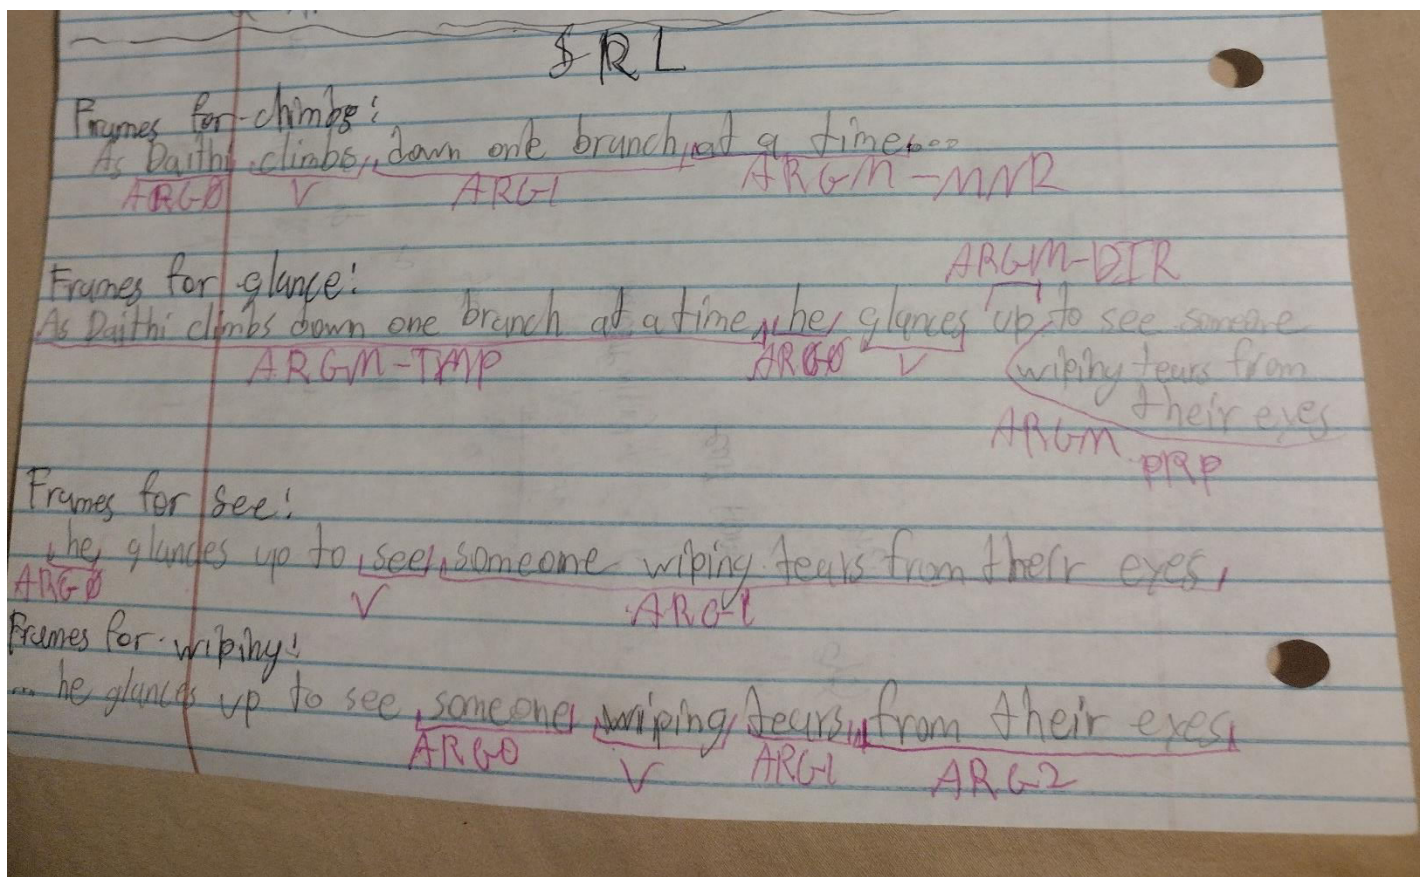 SRL
Frames for climbs:
As Daithi climbs down one branch at a time....
ARG0 V ARG1 ARGM-MNR
ARGM-DIR
Frames for glance:
As Daithi climbs down one branch at a time, he glances up to see someone
ARGM-TMP ARG0 V wiping tears from
their eyes
ARGM
PRP
Frames for see:
he glances up to see someone wiping tears from their eyes,
ARG0 V ARG1
Frames for wiping:
... he glances up to see someone wiping tears from their eyes,
ARG0 V ARG1 ARG2